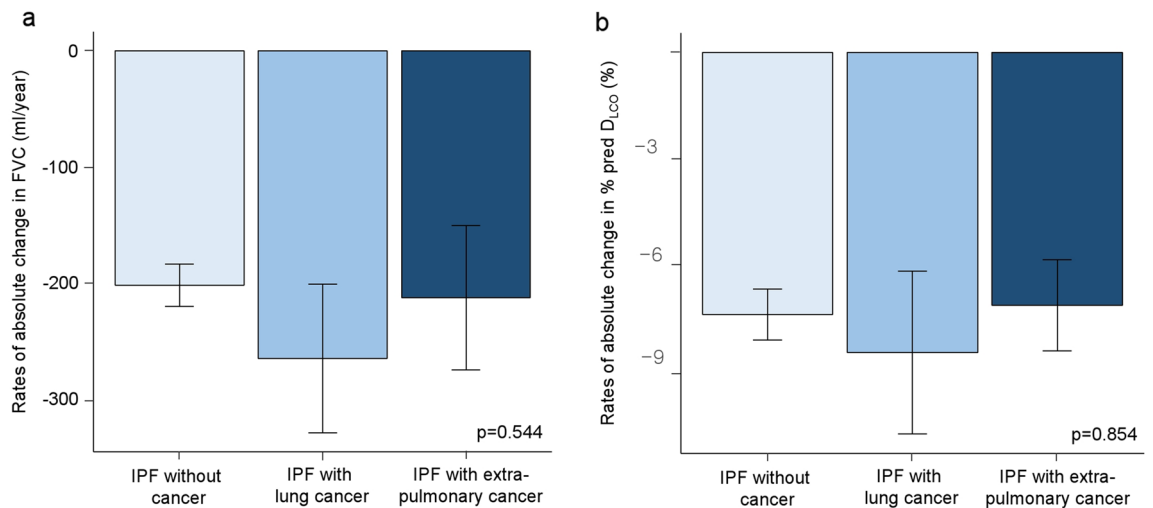 a
Rates of absolute change in FVC (ml/year)
0
-100
-200
-300
p=0.544
IPF without
cancer
IPF with
lung cancer
IPF with extra-
pulmonary cancer
b
Rates of absolute change in % pred DLCO (%)
−3
−6
−9
p=0.854
IPF without
cancer
IPF with
lung cancer
IPF with extra-
pulmonary cancer